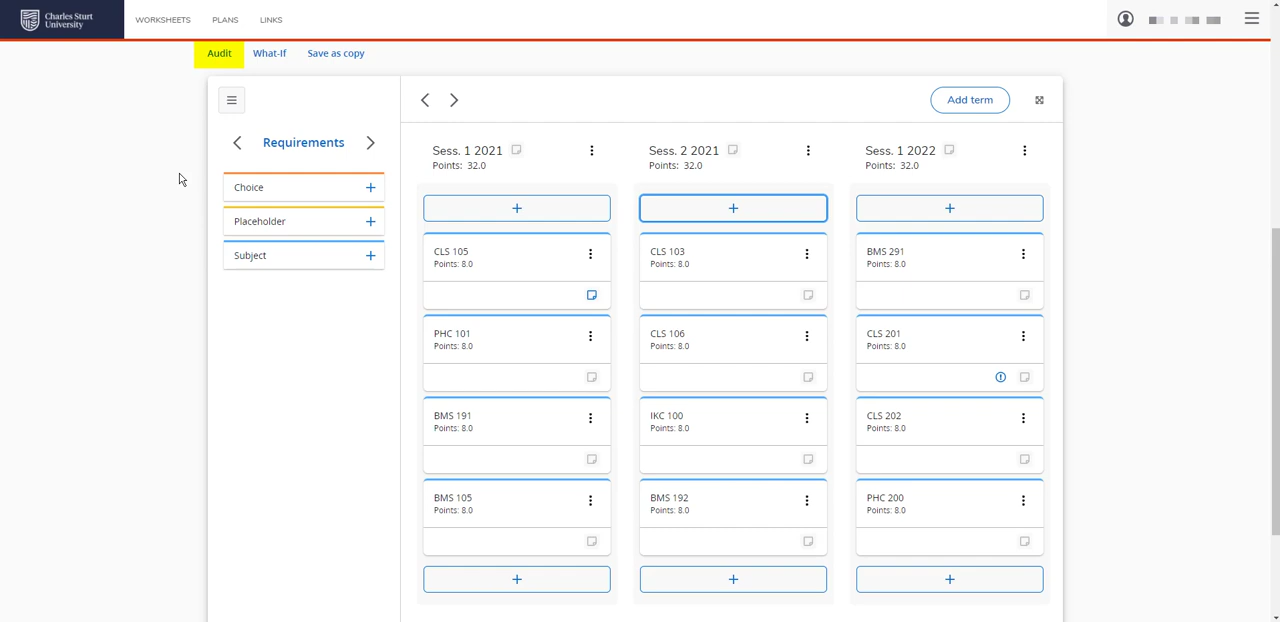 Charles Sturt
University
WORKSHEETS
PLANS
LINKS
Audit
What-If
Save as copy
Add term
Requirements
Choice
Placeholder
Subject
Sess. 1 2021
Points: 32.0
CLS 105
Points: 8.0
PHC 101
Points: 8.0
BMS 191
Points: 8.0
BMS 105
Points: 8.0
Sess. 2 2021
Points: 32.0
CLS 103
Points: 8.0
CLS 106
Points: 8.0
IKC 100
Points: 8.0
BMS 192
Points: 8.0
Sess. 1 2022
Points: 32.0
BMS 291
Points: 8.0
CLS 201
Points: 8.0
CLS 202
Points: 8.0
PHC 200
Points: 8.0